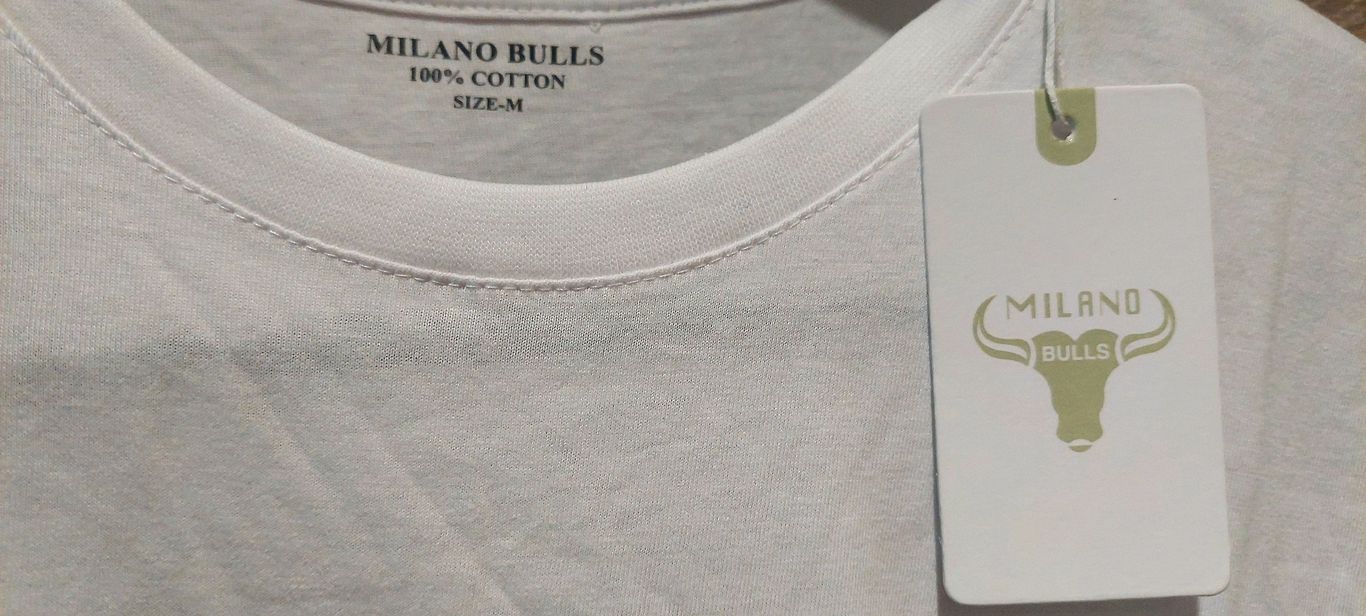 MILANO BULLS
100% COTTON
SIZE-M
MILANO
BULLS